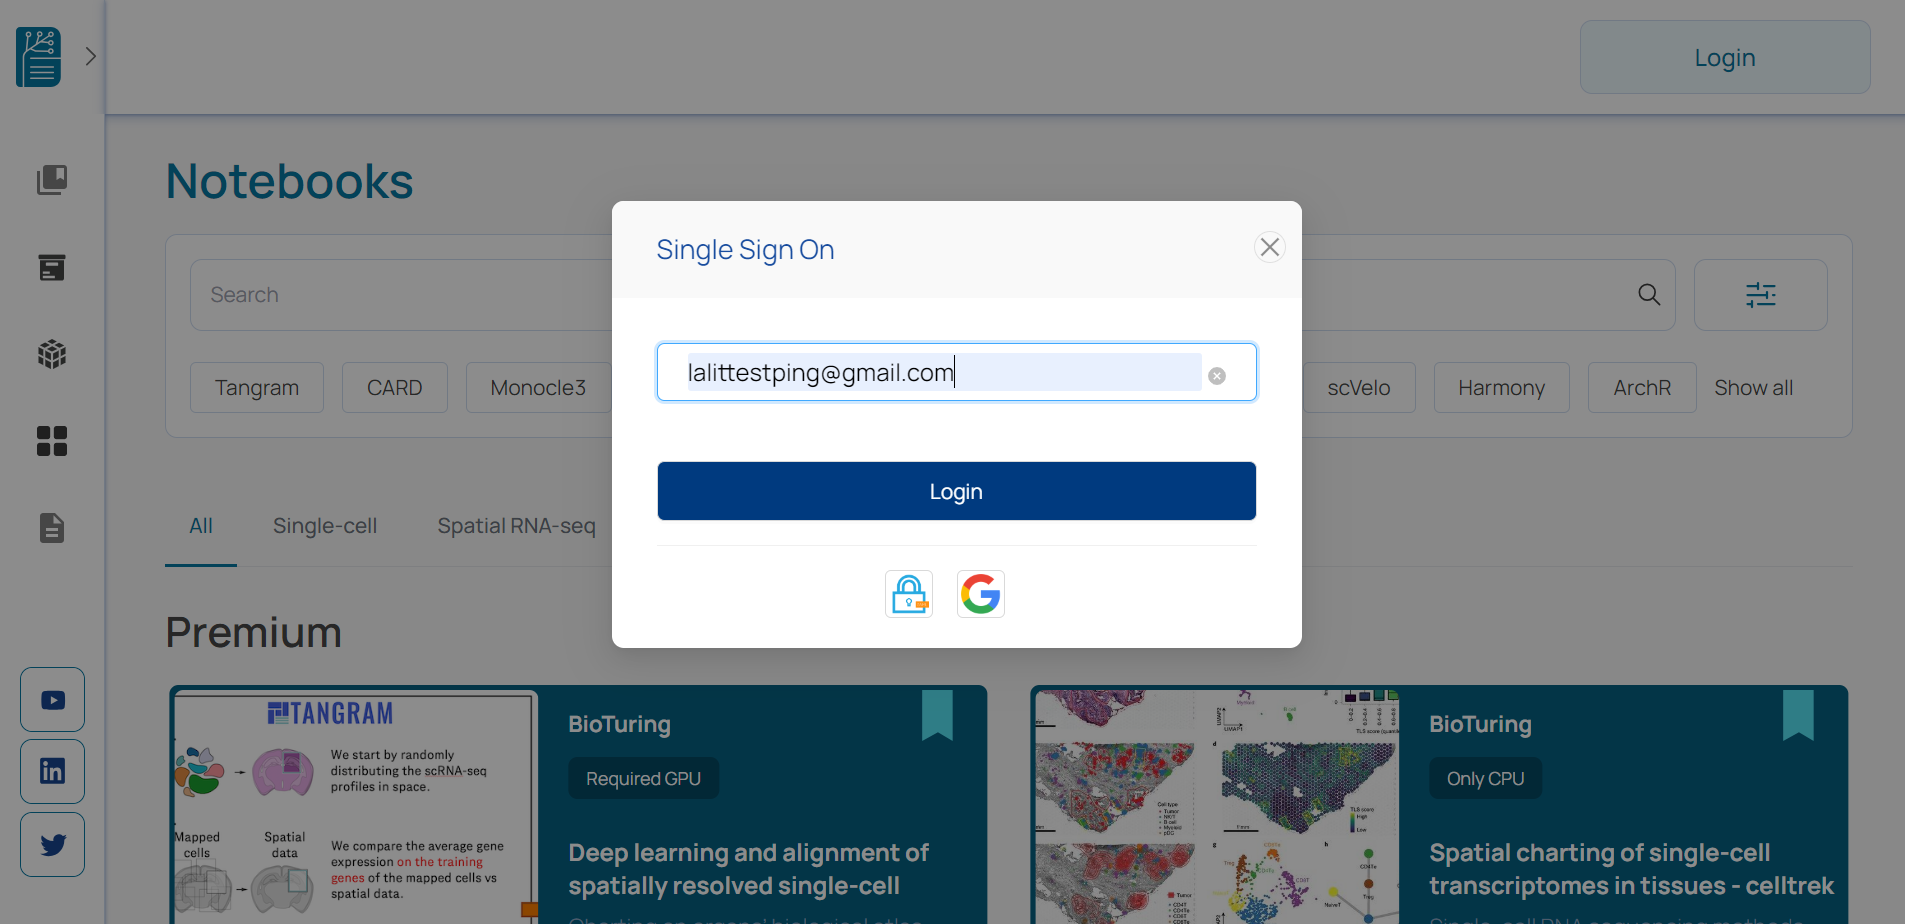 Login
Notebooks
Search
Tangram
CARD
Monocle3
scVelo
Harmony
ArchR
Show all
Single Sign On
lalittestping@gmail.com
Login
All
Single-cell
Spatial RNA-seq
Premium
TANGRAM
We start by randomly
distributing the scRNA-seq
profiles in space.
Mapped
cells
Spatial
data
We compare the average gene
expression on the training
genes of the mapped cells vs
spatial data.
BioTuring
Required GPU
Deep learning and alignment of
spatially resolved single-cell
BioTuring
Only CPU
Spatial charting of single-cell
transcriptomes in tissues - celltrek